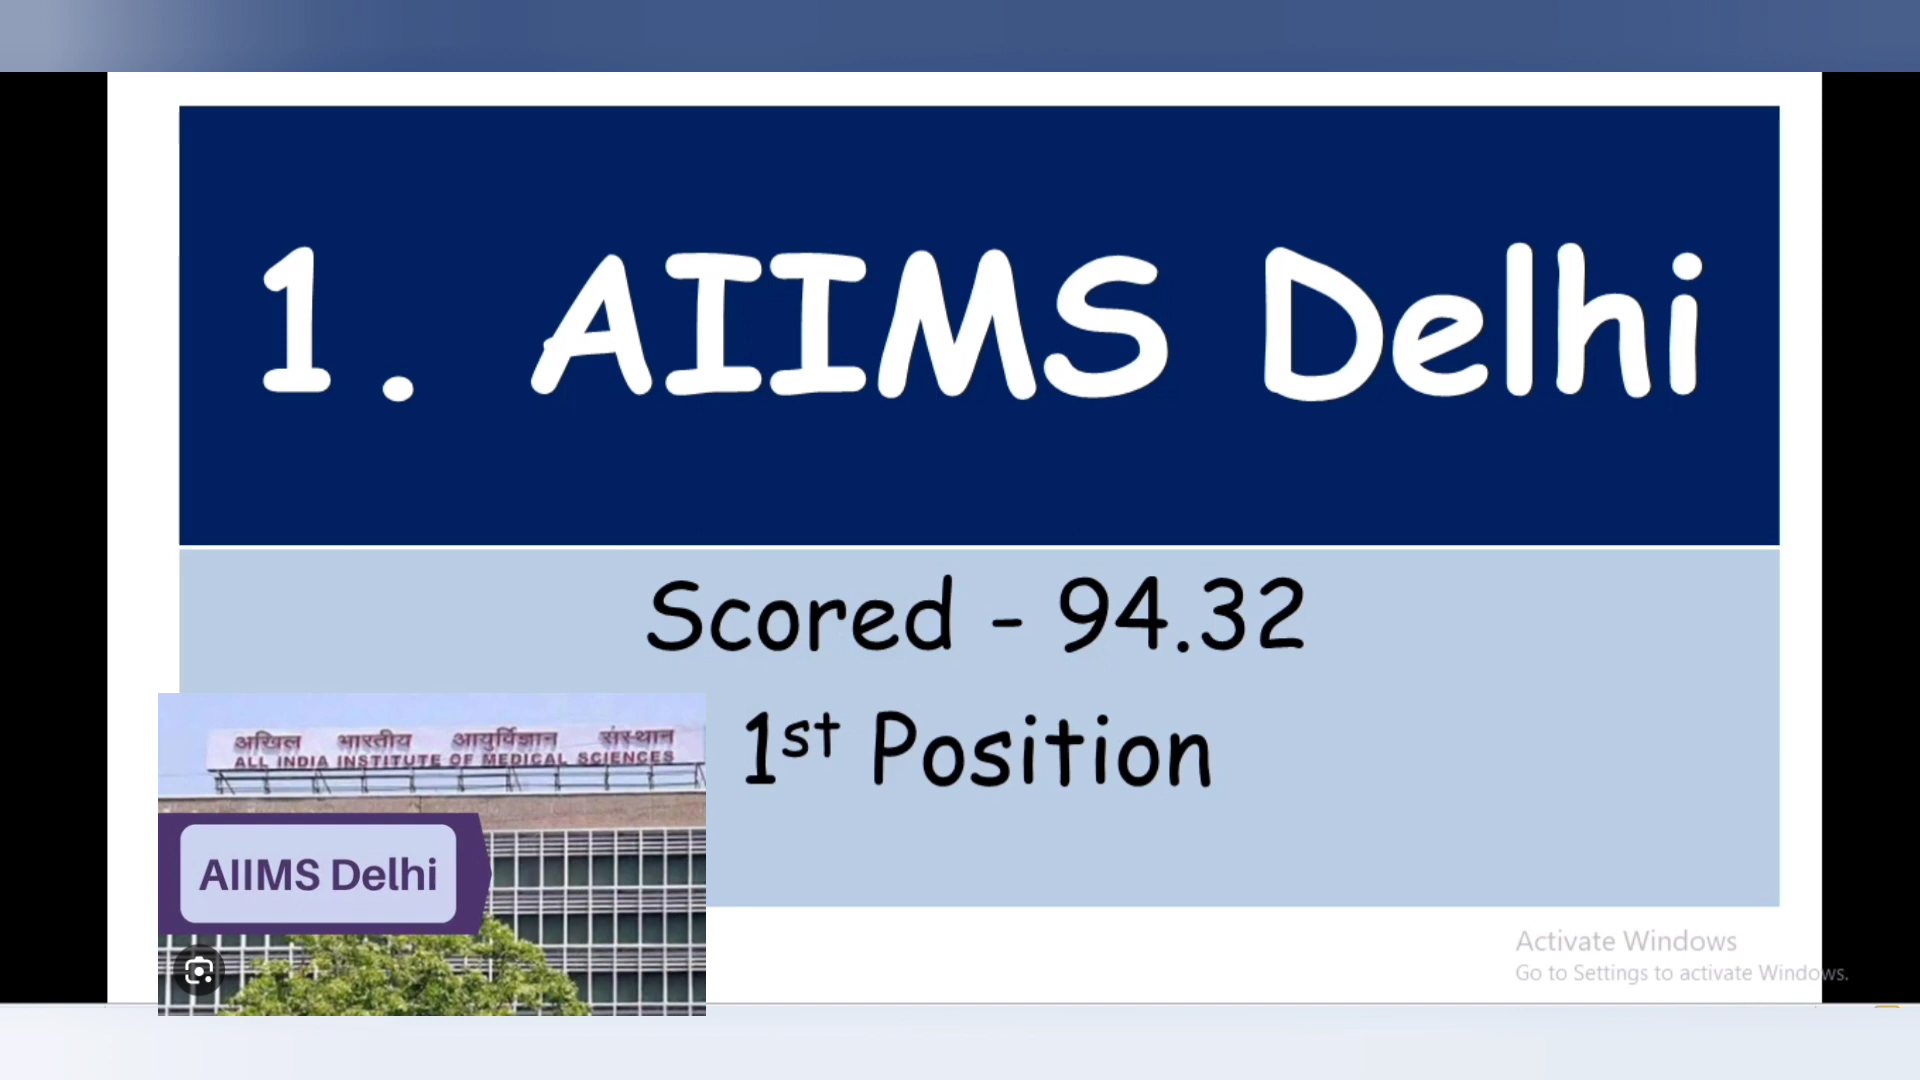 1. AIIMS Delhi
Scored - 94.32
1st Position
अखिल भारतीय आयुर्विज्ञान संस्थान
ALL INDIA INSTITUTE OF MEDICAL SCIENCES
AIIMS Delhi
Activate Windows
Go to Settings to activate Windows.